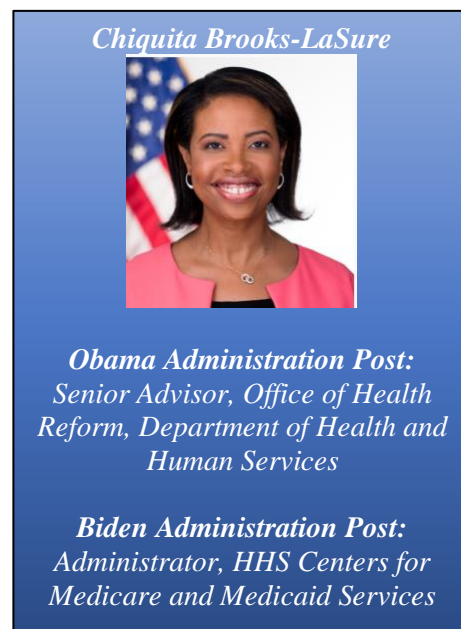 Chiquita Brooks-LaSure
Obama Administration Post:
Senior Advisor, Office of Health
Reform, Department of Health and
Human Services
Biden Administration Post:
Administrator, HHS Centers for
Medicare and Medicaid Services